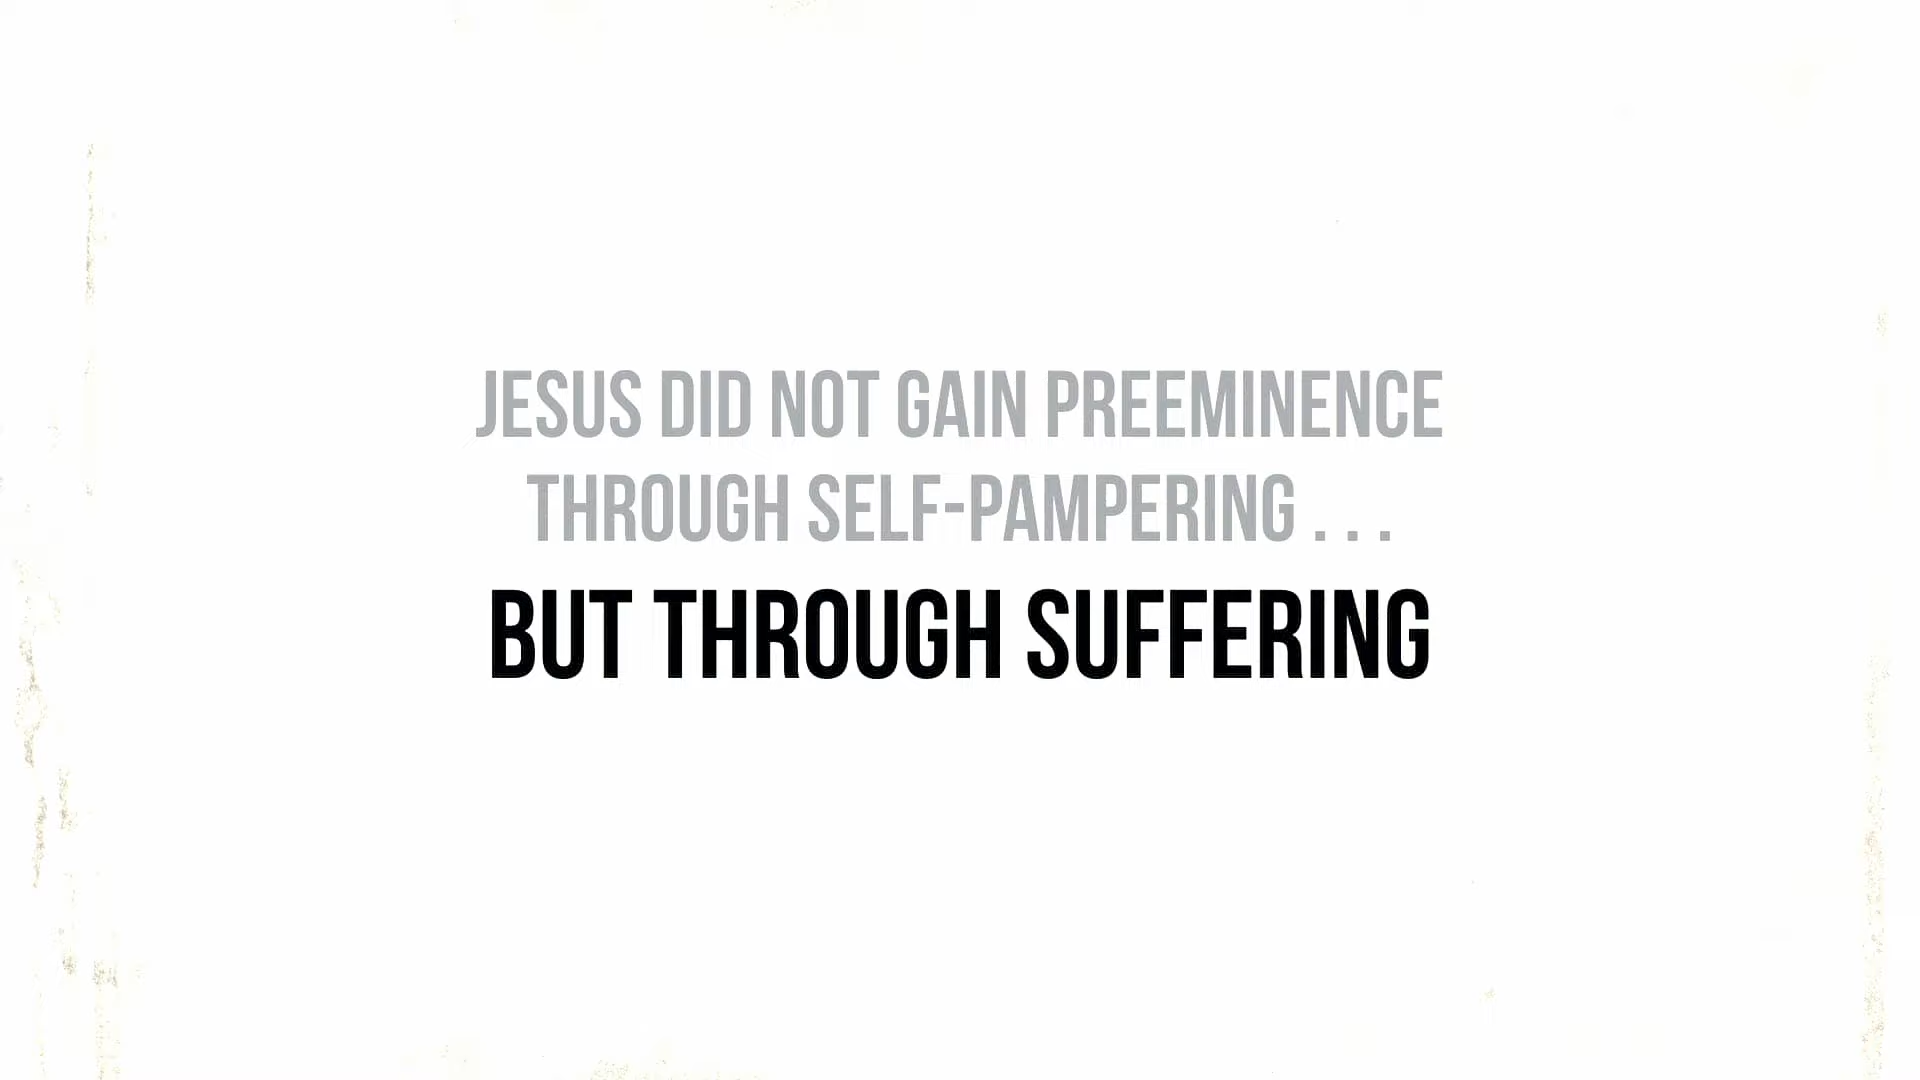 JESUS DID NOT GAIN PREEMINENCE
THROUGH SELF-PAMPERING . . .
BUT THROUGH SUFFERING